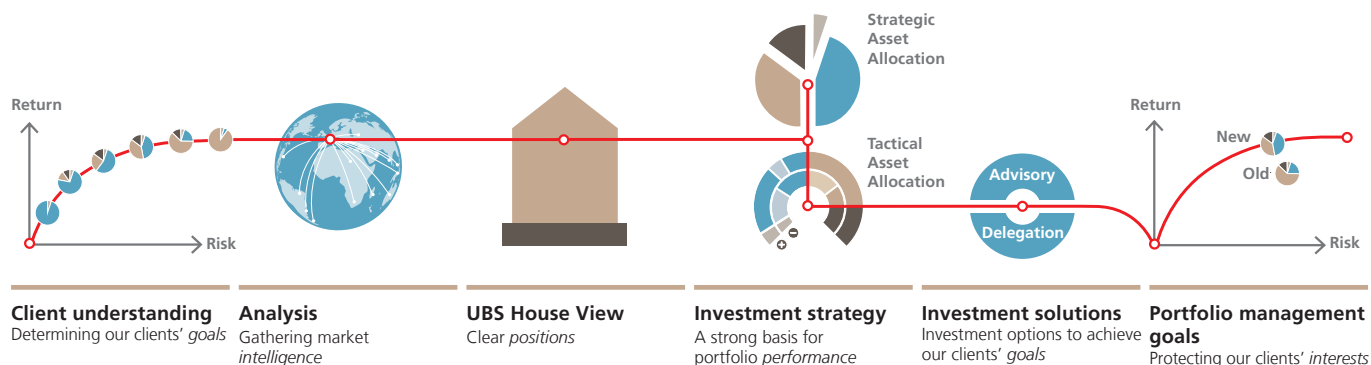 Strategic
Asset
Allocation
Return
Return
New
Old
Tactical
Asset
Allocation
Advisory
Delegation
Risk
Risk
Client understanding
Determining our clients' goals
Analysis
Gathering market
intelligence
UBS House View
Clear positions
Investment strategy
A strong basis for
portfolio performance
Investment solutions
Investment options to achieve
our clients' goals
Portfolio management
goals
Protecting our clients' interests